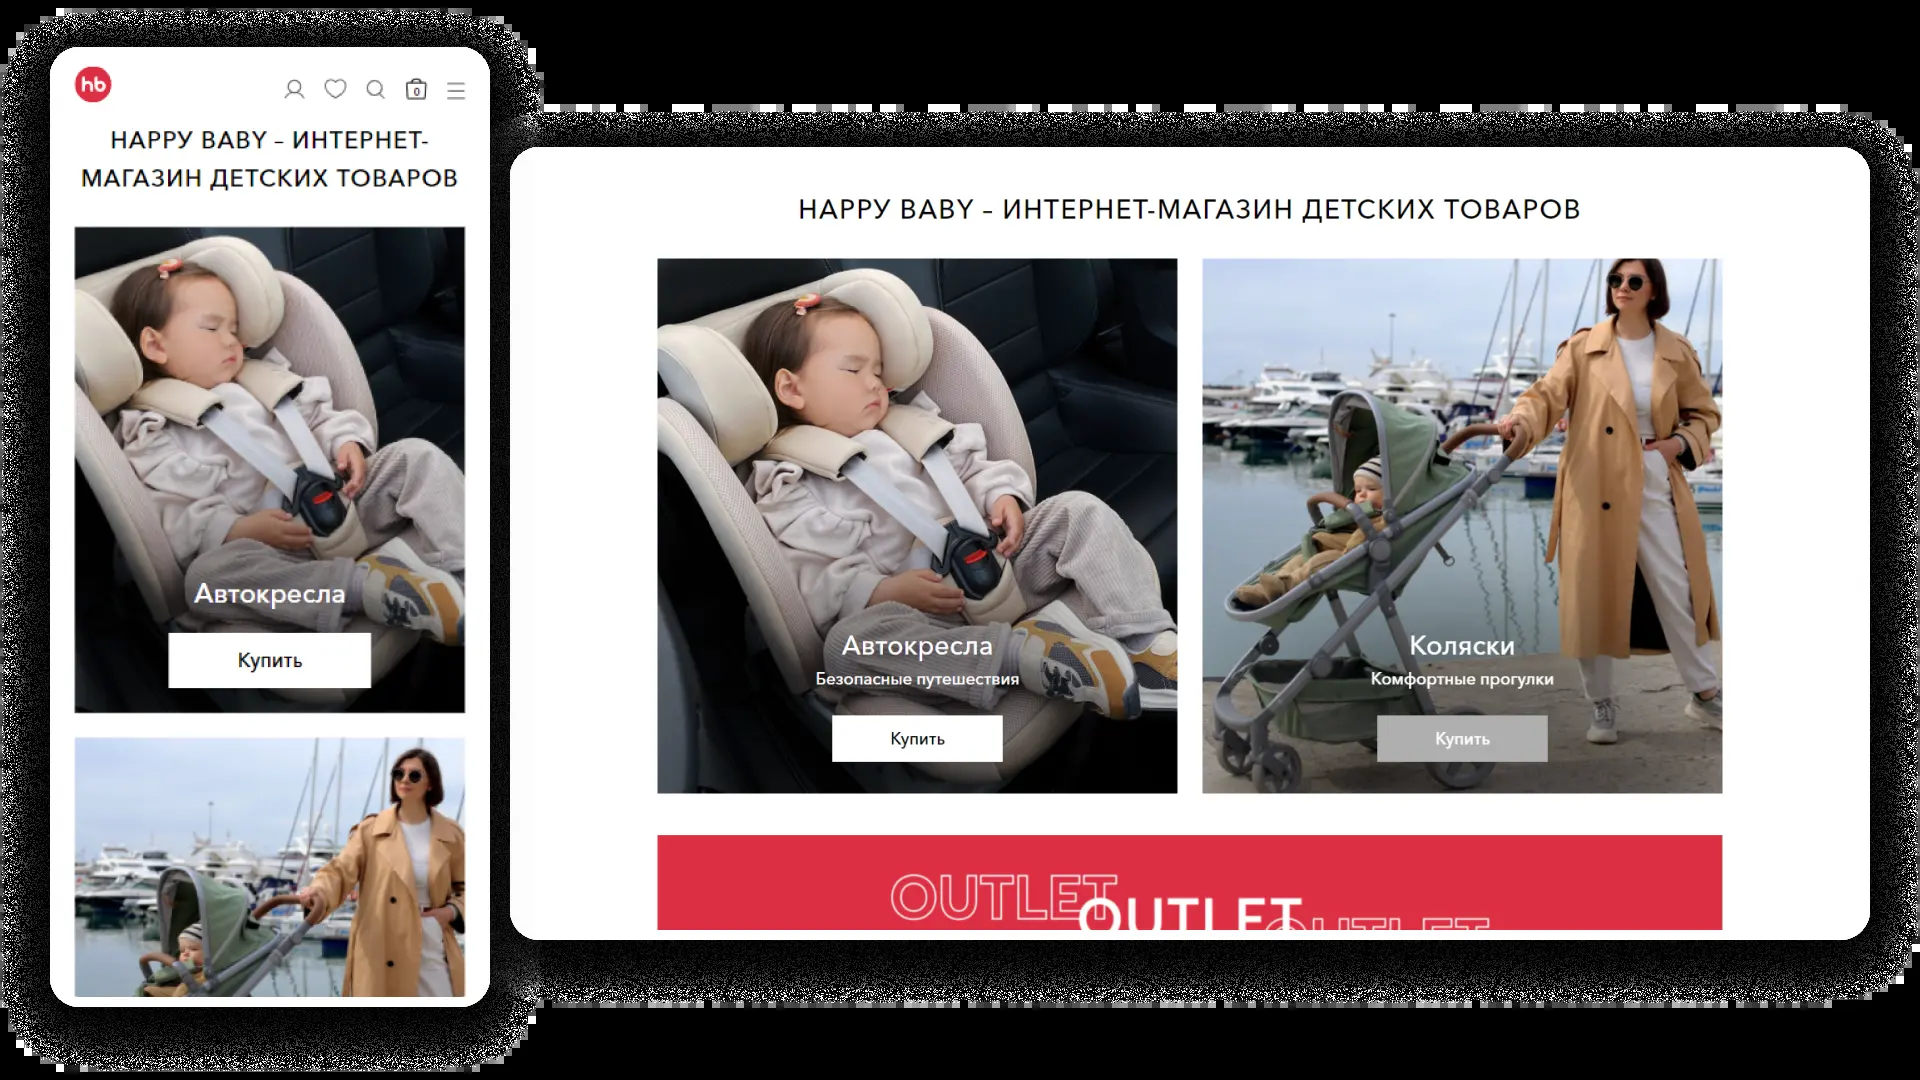 hb
0
HAPPY BABY – ИНТЕРНЕТ-
МАГАЗИН ДЕТСКИХ ТОВАРОВ
Автокресла
Купить
HAPPY BABY – ИНТЕРНЕТ-МАГАЗИН ДЕТСКИХ ТОВАРОВ
Автокресла
Безопасные путешествия
Купить
Коляски
Комфортные прогулки
Купить
OUTLET
OUTLET
OUTLET